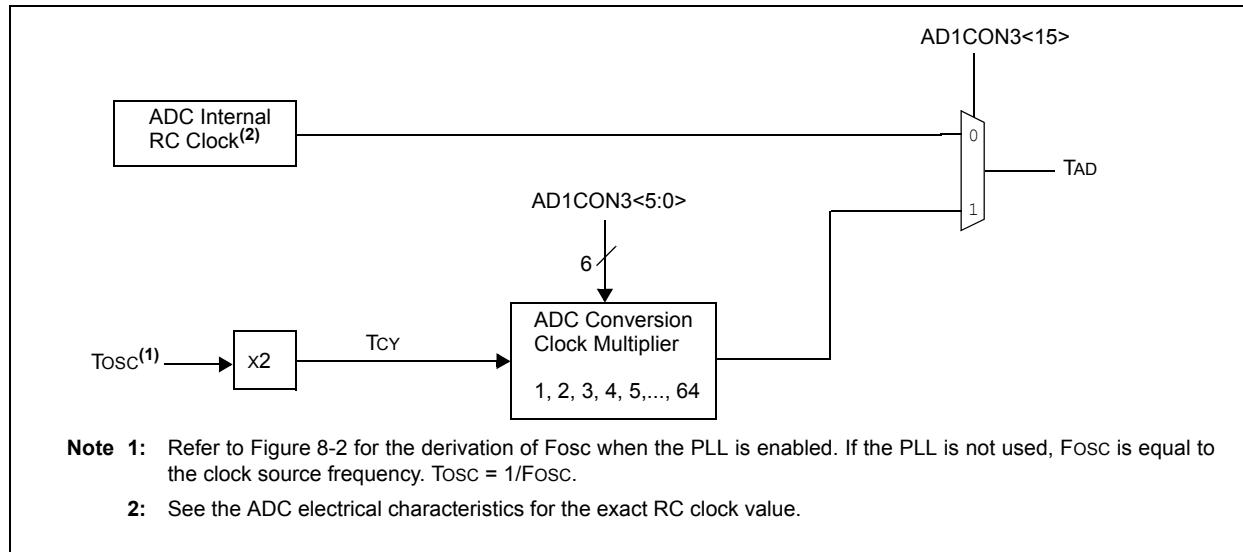 AD1CON3<15>
ADC Internal
RC Clock(2)
0
TAD
AD1CON3<5:0>
1
6
ADC Conversion
Clock Multiplier
TOSC(1)
X2
TCY
1, 2, 3, 4, 5,..., 64
Note 1: Refer to Figure 8-2 for the derivation of Fosc when the PLL is enabled. If the PLL is not used, FOSC is equal to
the clock source frequency. TOSC = 1/FOSC.
2: See the ADC electrical characteristics for the exact RC clock value.